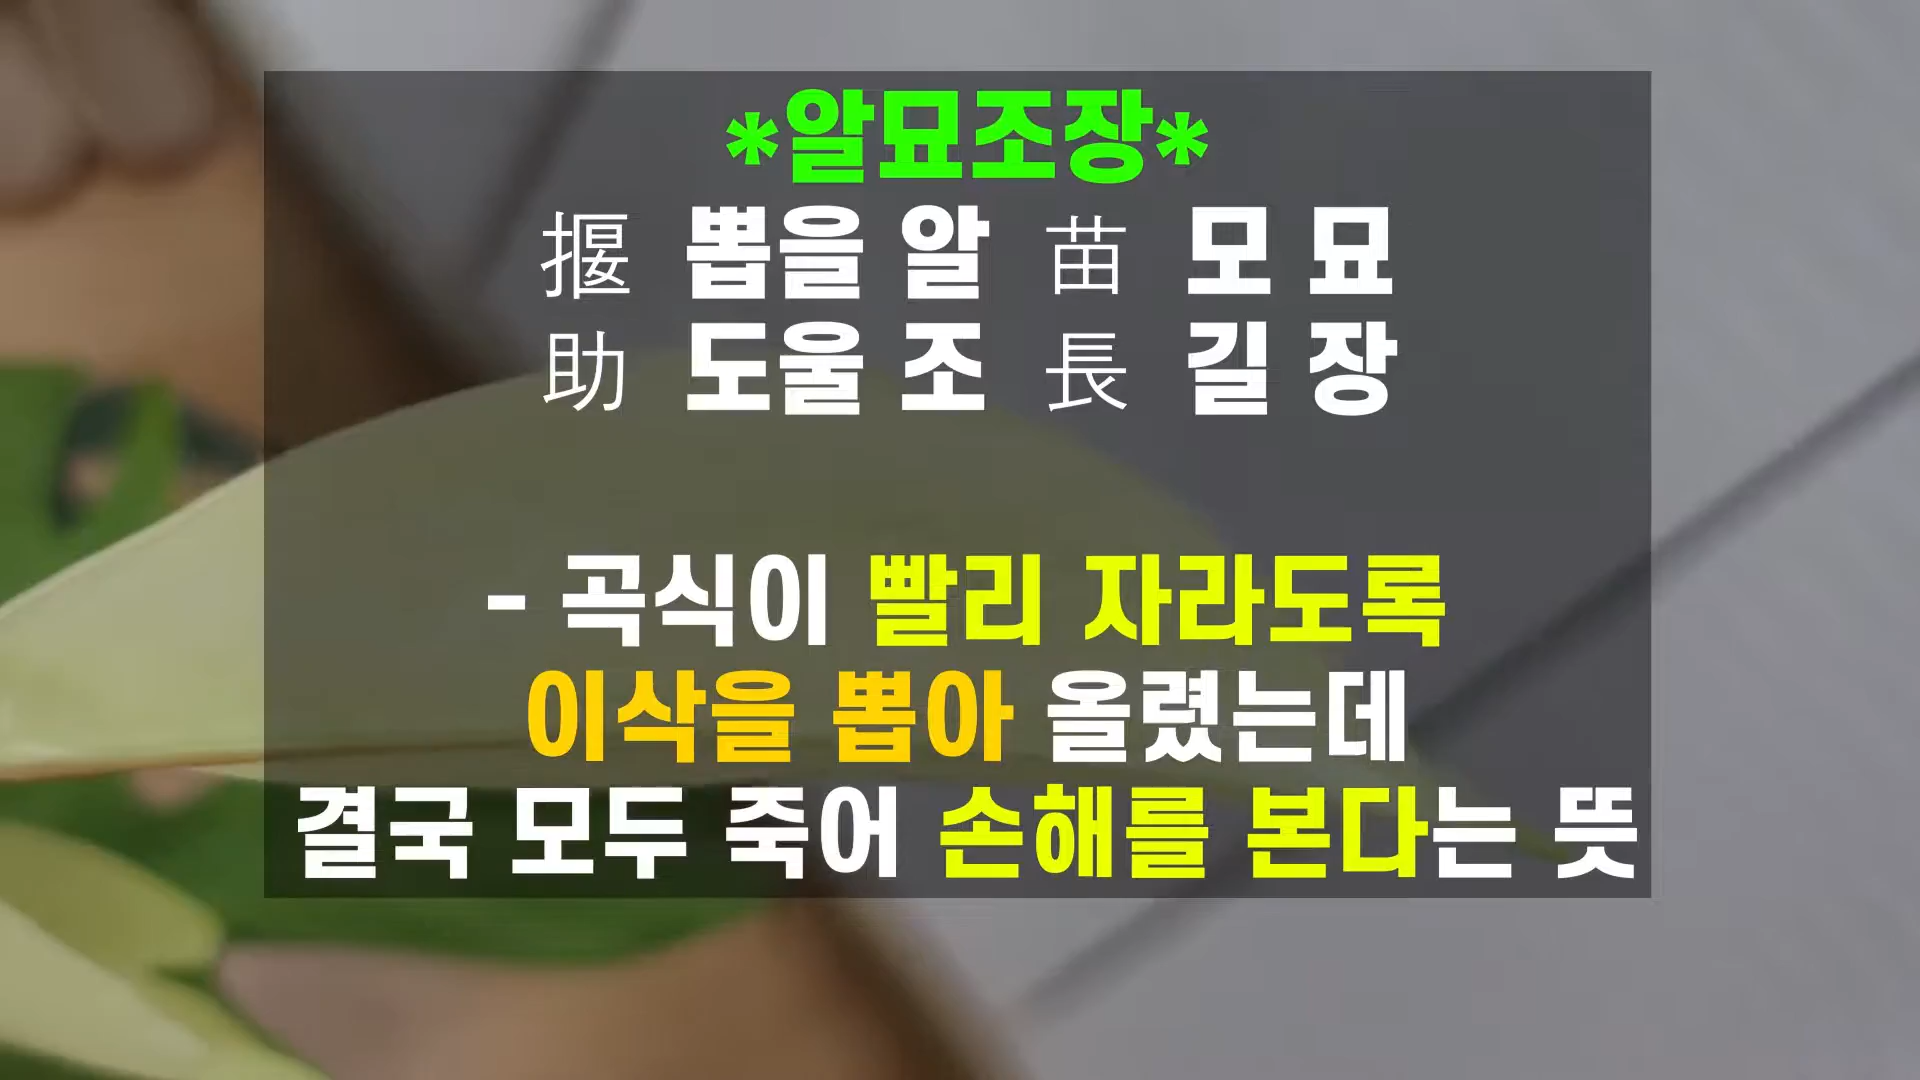 *알묘조장*
揠 뽑을 알 苗 모 묘
助 도울 조 長 길 장
- 곡식이 빨리 자라도록
이삭을 뽑아 올렸는데
결국 모두 죽어 손해를 본다는 뜻